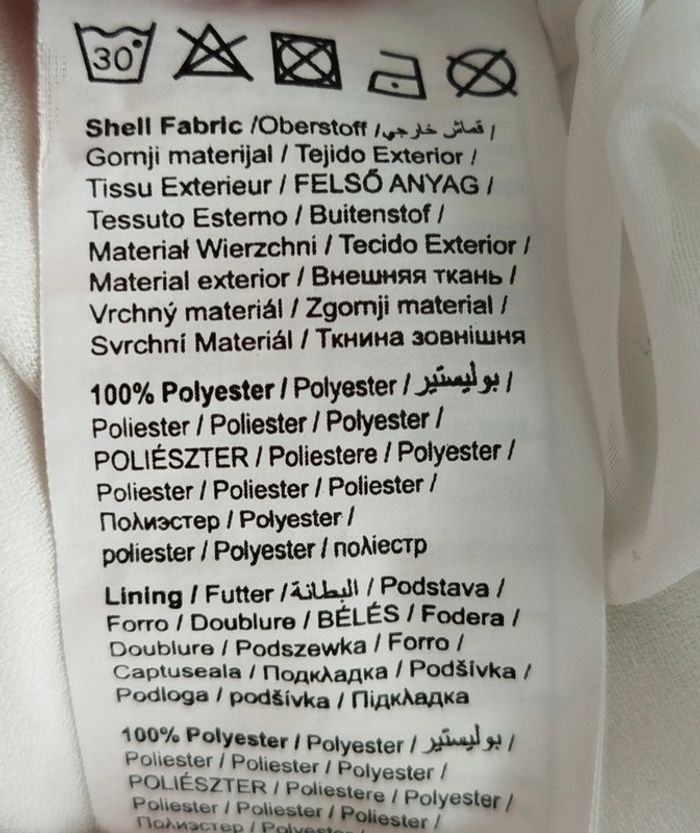 30°
Shell Fabric /Oberstoff / قماش خارجي /
Gornji materijal / Tejido Exterior /
Tissu Exterieur / FELSŐ ANYAG /
Tessuto Esterno / Buitenstof /
Materiał Wierzchni / Tecido Exterior /
Material exterior / Внешняя ткань /
Vrchný materiál / Zgornji material /
Svrchní Materiál / Ткнина зовнішня
100% Polyester / Polyester / بوليستير /
Poliester / Poliester / Polyester /
POLIÉSZTER / Poliestere / Polyester /
Poliester / Poliester / Poliester /
Полиэстер / Polyester /
poliester / Polyester / поліестр
Lining / Futter / البطانة / Podstava /
Forro / Doublure / BÉLÉS / Fodera /
Doublure / Podszewka / Forro /
Captuseala / Подкладка / Podšívka /
Podloga / podšívka / Підкладка
100% Polyester / Polyester / بوليستير /
Poliester / Poliester / Polyester /
POLIÉSZTER / Poliestere / Polyester /
Poliester / Poliester / Poliester /
Полиэстер / Polyester